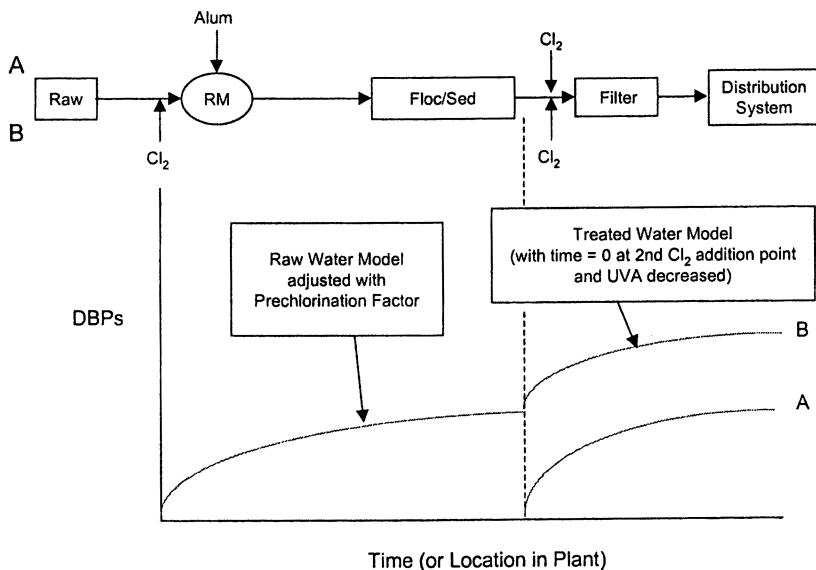 Alum
A
Cl₂
Raw
RM
Floc/Sed
Filter
Distribution
System
B
Cl₂
Cl₂
Treated Water Model
(with time = 0 at 2nd Cl₂ addition point
and UVA decreased)
Raw Water Model
adjusted with
Prechlorination Factor
DBPs
B
A
Time (or Location in Plant)